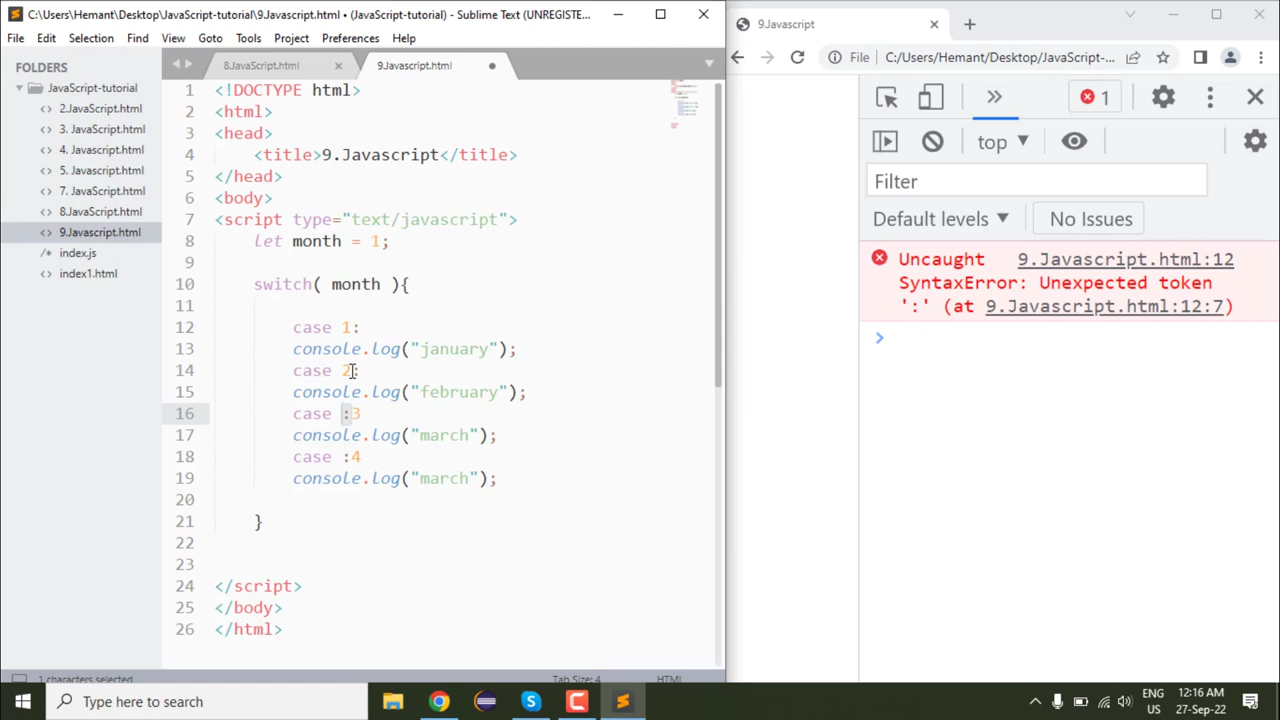 C:\Users\Hemant\Desktop\JavaScript-tutorial\9.Javascript.html • (JavaScript-tutorial) - Sublime Text (UNREGISTE...
File Edit Selection Find View Goto Tools Project Preferences Help
FOLDERS
JavaScript-tutorial
2.JavaScript.html
3. JavaScript.html
4. Javascript.html
5. Javascript.html
7. JavaScript.html
8.JavaScript.html
9.Javascript.html
index.js
index1.html
8.JavaScript.html
9.Javascript.html
1 <!DOCTYPE html>
2 <html>
3 <head>
4 <title>9.Javascript</title>
5 </head>
6 <body>
7 <script type="text/javascript">
8 let month = 1;
9
10 switch( month ){
11
12 case 1:
13 console.log("january");
14 case 2:
15 console.log("february");
16 case :3
17 console.log("march");
18 case :4
19 console.log("march");
20
21 }
22
23
24 </script>
25 </body>
26 </html>
1 characters selected
Tab Size: 4
HTML
9.Javascript
File C:/Users/Hemant/Desktop/JavaScript-...
1
top
Filter
Default levels
No Issues
Uncaught 9.Javascript.html:12
SyntaxError: Unexpected token
':' (at 9.Javascript.html:12:7)
Type here to search
S
ENG
US
12:16 AM
27-Sep-22